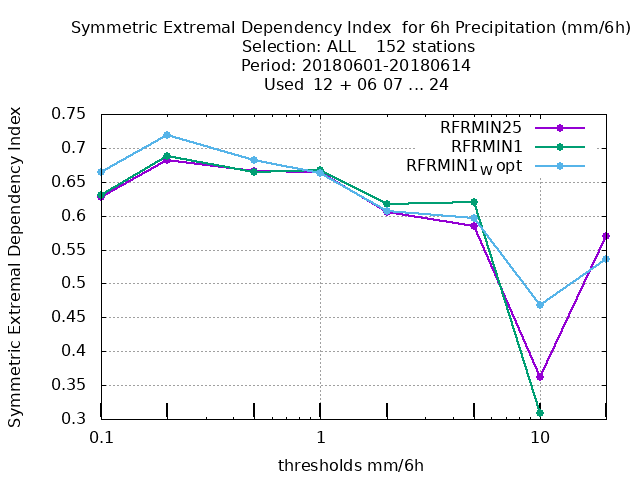 Symmetric Extremal Dependency Index  for 6h Precipitation (mm/6h)
Selection: ALL    152 stations
Period: 20180601-20180614
Used  12 + 06 07 ... 24
Symmetric Extremal Dependency Index
0.75
0.7
0.65
0.6
0.55
0.5
0.45
0.4
0.35
0.3
RFRMIN25
RFRMIN1
RFRMIN1W opt
0.1 1 10
thresholds mm/6h